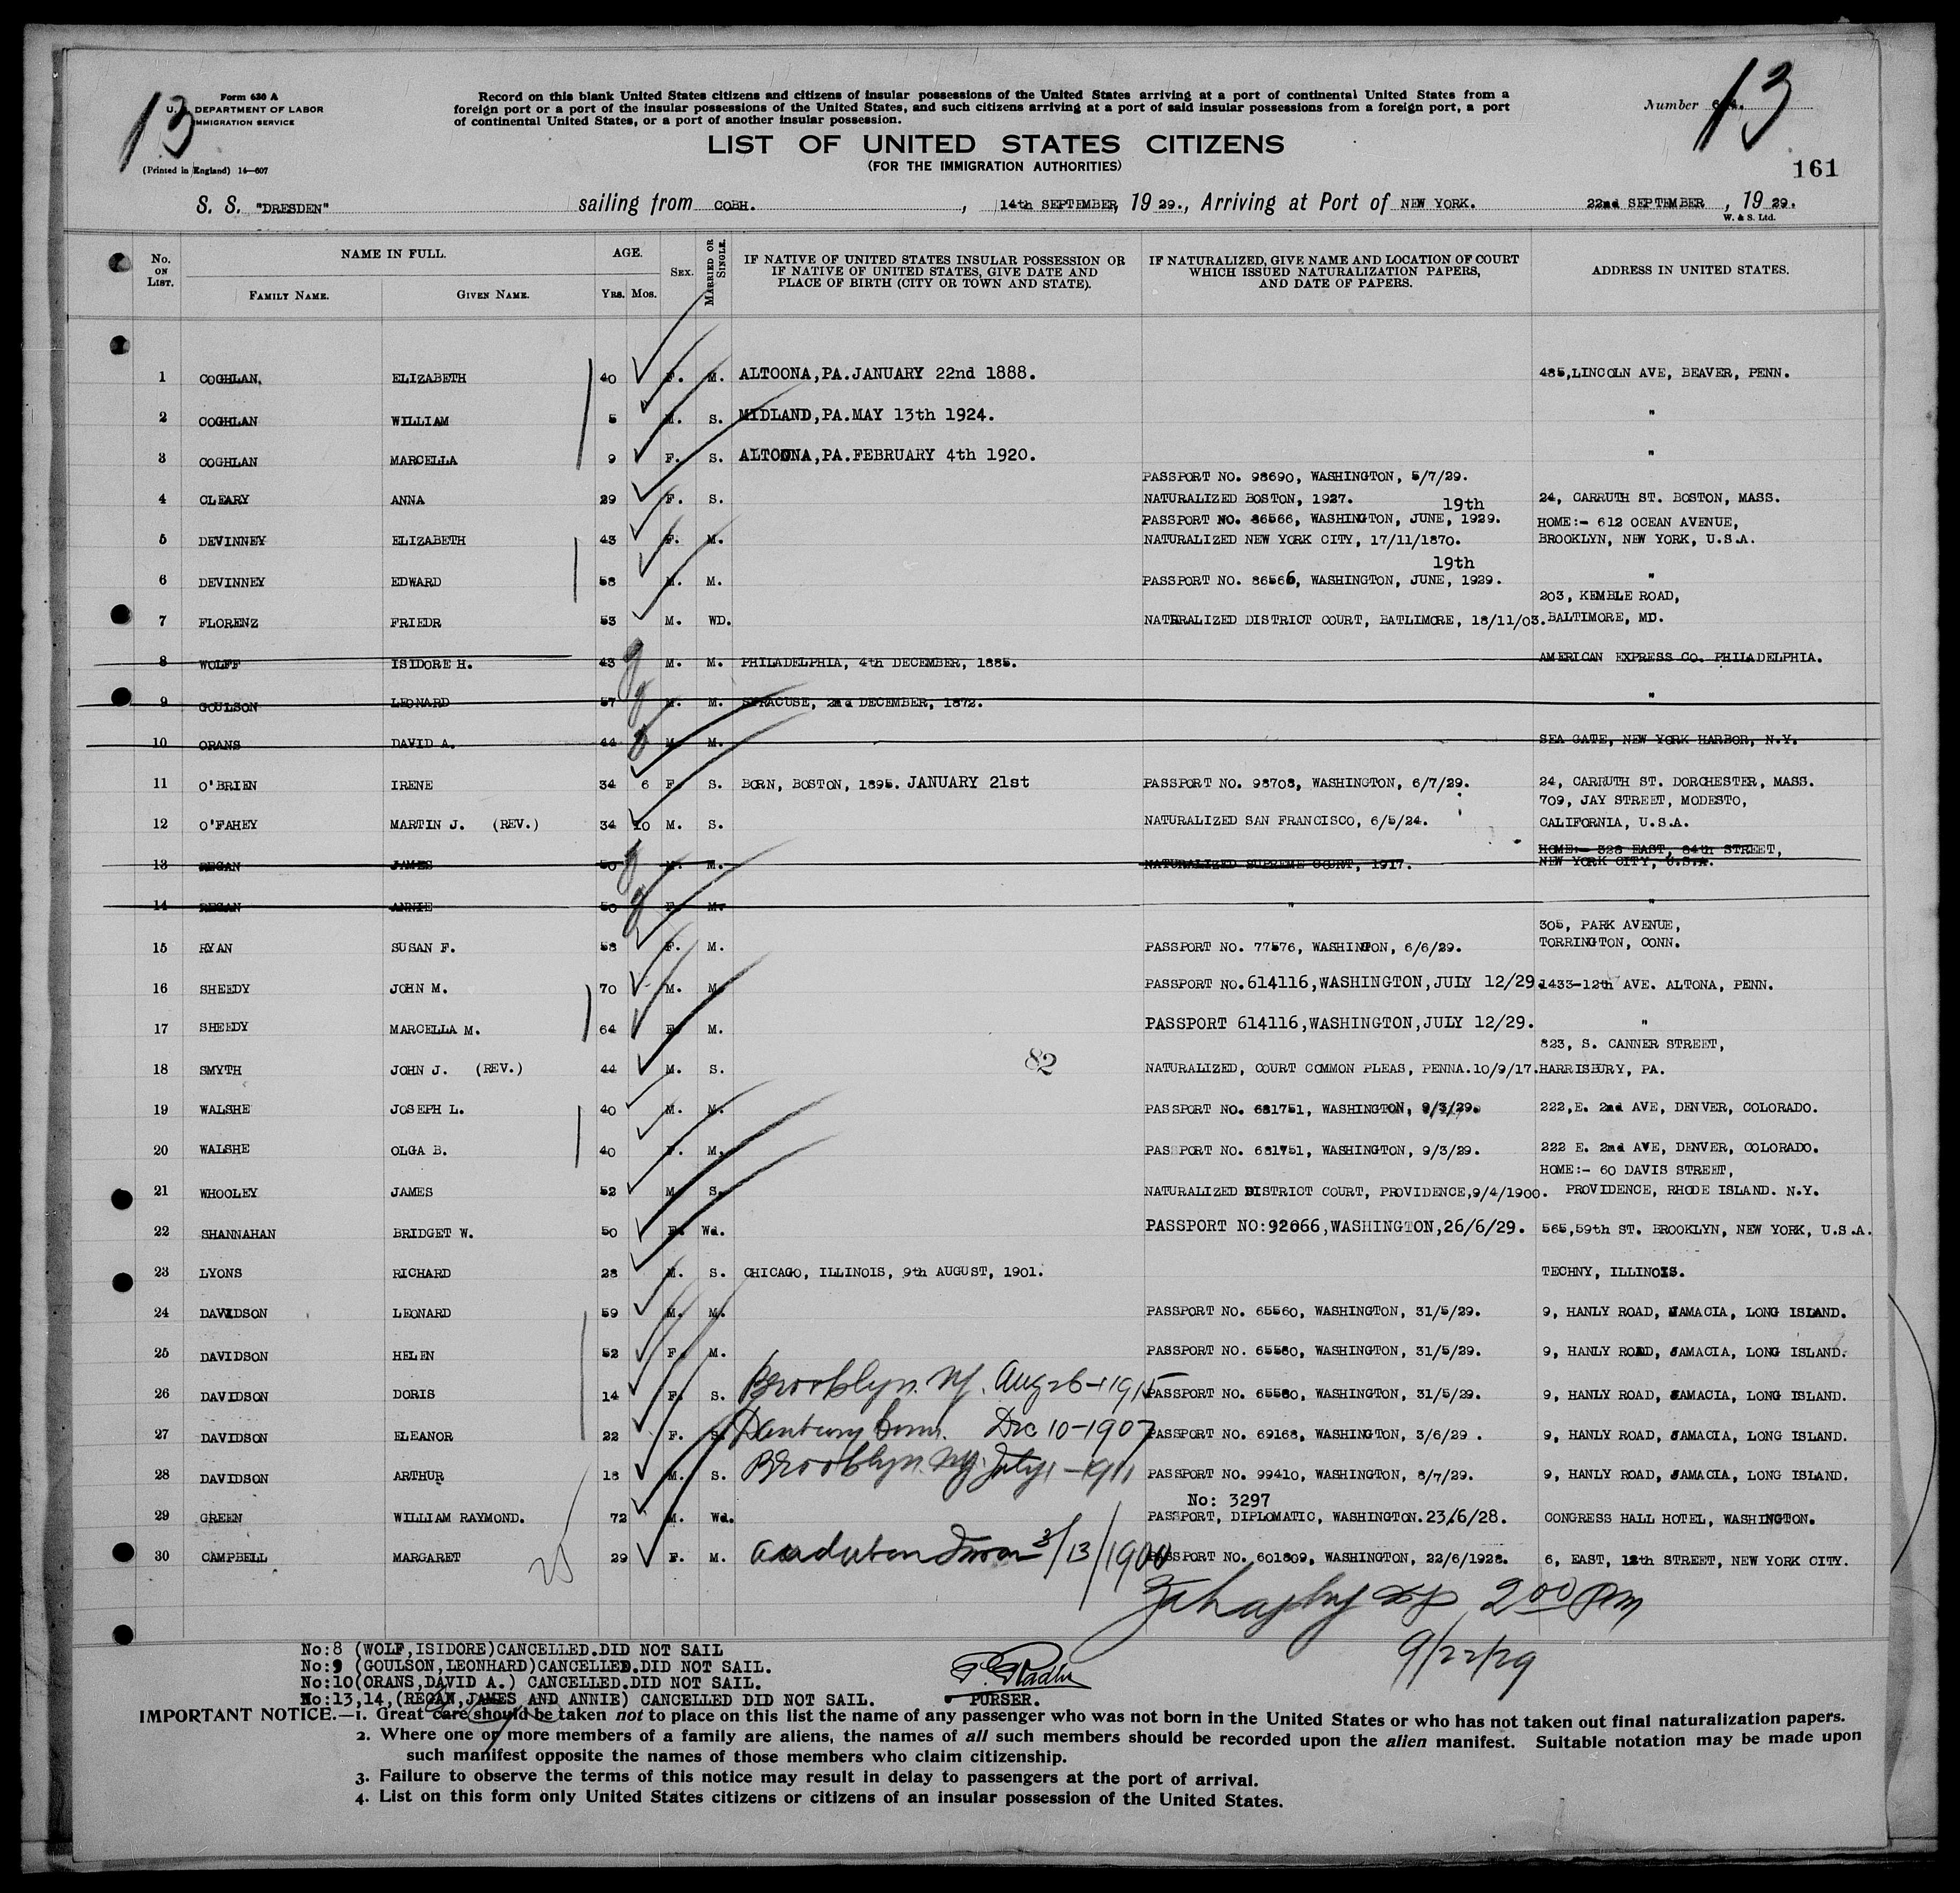 13
Form 630 A
U. S. DEPARTMENT OF LABOR
IMMIGRATION SERVICE
(Printed in England) 14—607
Record on this blank United States citizens and citizens of insular possessions of the United States arriving at a port of continental United States from a
foreign port or a port of the insular possessions of the United States, and such citizens arriving at a port of said insular possessions from a foreign port, a port
of continental United States, or a port of another insular possession.
LIST OF UNITED STATES CITIZENS
(FOR THE IMMIGRATION AUTHORITIES)
Number
13
161
S. S. "DRESDEN" sailing from COBH. , 14th SEPTEMBER, 19 29., Arriving at Port of NEW YORK. 22nd SEPTEMBER , 19 29.
W. & S. Ltd.
No. ON LIST.
NAME IN FULL.
FAMILY NAME. GIVEN NAME.
AGE.
YRS. MOS.
SEX.
MARRIED OR SINGLE.
IF NATIVE OF UNITED STATES INSULAR POSSESSION OR
IF NATIVE OF UNITED STATES, GIVE DATE AND
PLACE OF BIRTH (CITY OR TOWN AND STATE).
IF NATURALIZED, GIVE NAME AND LOCATION OF COURT
WHICH ISSUED NATURALIZATION PAPERS,
AND DATE OF PAPERS.
ADDRESS IN UNITED STATES.
1 COGHLAN, ELIZABETH 40 F. M. ALTOONA,PA.JANUARY 22nd 1888. 485,LINCOLN AVE, BEAVER, PENN.
2 COGHLAN WILLIAM 5 M. S. MIDLAND,PA.MAY 13th 1924. "
3 COGHLAN MARCELLA 9 F. S. ALTOONA,PA.FEBRUARY 4th 1920. "
PASSPORT NO. 98690, WASHINGTON, 5/7/29.
4 CLEARY ANNA 29 F. S. NATURALIZED BOSTON, 1927. 24, CARRUTH ST. BOSTON, MASS.
19th
PASSPORT NO. 86566, WASHINGTON, JUNE, 1929. HOME:- 612 OCEAN AVENUE,
5 DEVINNEY ELIZABETH 43 F. M. NATURALIZED NEW YORK CITY, 17/11/1870. BROOKLYN, NEW YORK, U.S.A.
19th
6 DEVINNEY EDWARD 58 M. M. PASSPORT NO. 86566, WASHINGTON, JUNE, 1929. "
203, KEMBLE ROAD,
7 FLORENZ FRIEDR 53 M. WD. NATURALIZED DISTRICT COURT, BATLIMORE, 18/11/03. BALTIMORE, MD.
8 WOLFF ISIDORE H. 43 M. M. PHILADELPHIA, 4th DECEMBER, 1885. AMERICAN EXPRESS CO. PHILADELPHIA.
9 GOULSON LEONARD 57 M. M. SYRACUSE, 2nd DECEMBER, 1872. "
10 ORANS DAVID A. 44 M. M. SEA GATE, NEW YORK HARBOR, N.Y.
11 O'BRIEN IRENE 34 6 F. S. BORN, BOSTON, 1895. JANUARY 21st PASSPORT NO. 98708, WASHINGTON, 6/7/29. 24, CARRUTH ST. DORCHESTER, MASS.
709, JAY STREET, MODESTO,
12 O'FAHEY MARTIN J. (REV.) 34 10 M. S. NATURALIZED SAN FRANCISCO, 6/5/24. CALIFORNIA, U.S.A.
HOME:- 328 EAST, 84th STREET,
13 REGAN JAMES 50 M. M. NATURALIZED SUPREME COURT, 1917. NEW YORK CITY, U.S.A.
14 REGAN ANNIE 50 F. M. " "
305, PARK AVENUE,
15 RYAN SUSAN F. 58 F. M. PASSPORT NO. 77576, WASHINTON, 6/6/29. TORRINGTON, CONN.
16 SHEEDY JOHN M. 70 M. M. PASSPORT NO.614116,WASHINGTON,JULY 12/29. 1433-12th AVE. ALTONA, PENN.
17 SHEEDY MARCELLA M. 64 F. M. PASSPORT 614116,WASHINGTON,JULY 12/29. "
82
823, S. CANNER STREET,
18 SMYTH JOHN J. (REV.) 44 M. S. NATURALIZED, COURT COMMON PLEAS, PENNA.10/9/17. HARRISBURY, PA.
19 WALSHE JOSEPH L. 40 M. M. PASSPORT NO. 681751, WASHINGTON, 9/3/29. 222,E. 2nd AVE, DENVER, COLORADO.
20 WALSHE OLGA B. 40 F. M. PASSPORT NO. 681751, WASHINGTON, 9/3/29. 222 E. 2nd AVE, DENVER, COLORADO.
HOME:- 60 DAVIS STREET,
21 WHOOLEY JAMES 52 M. S. NATURALIZED DISTRICT COURT, PROVIDENCE,9/4/1900. PROVIDENCE, RHODE ISLAND. N.Y.
22 SHANNAHAN BRIDGET W. 50 F. Wd. PASSPORT NO:92066,WASHINGTON,26/6/29. 565,59th ST. BROOKLYN, NEW YORK, U.S.A.
23 LYONS RICHARD 28 M. S. CHICAGO, ILLINOIS, 9th AUGUST, 1901. TECHNY, ILLINOIS.
24 DAVIDSON LEONARD 59 M. M. PASSPORT NO. 65560, WASHINGTON, 31/5/29. 9, HANLY ROAD, JAMACIA, LONG ISLAND.
25 DAVIDSON HELEN 52 F. M. PASSPORT NO. 65580, WASHINGTON, 31/5/29. 9, HANLY ROAD, JAMACIA, LONG ISLAND.
26 DAVIDSON DORIS 14 F. S. Brooklyn. NY. Aug 26-1915 PASSPORT NO. 65580, WASHINGTON, 31/5/29. 9, HANLY ROAD, JAMACIA, LONG ISLAND.
27 DAVIDSON ELEANOR 22 F. S. Danbury Conn. Dec 10-1907 PASSPORT NO. 69168, WASHINGTON, 3/6/29 . 9, HANLY ROAD, JAMACIA, LONG ISLAND.
28 DAVIDSON ARTHUR 18 M. S. Brooklyn. NY. July 1-1911 PASSPORT NO. 99410, WASHINGTON, 8/7/29. 9, HANLY ROAD, JAMACIA, LONG ISLAND.
No: 3297
29 GREEN WILLIAM RAYMOND. 72 M. Wd. PASSPORT, DIPLOMATIC, WASHINGTON.23/6/28. CONGRESS HALL HOTEL, WASHINGTON.
30 CAMPBELL MARGARET 29 F. M. Audubon Iowa 3/13/1900 PASSPORT NO. 601809, WASHINGTON, 22/6/1928. 6, EAST, 12th STREET, NEW YORK CITY.
25
2 00 PM
9/22/29
No:8 (WOLF,ISIDORE)CANCELLED.DID NOT SAIL
No:9 (GOULSON,LEONHARD)CANCELLED.DID NOT SAIL.
No:10(ORANS,DAVID A.) CANCELLED.DID NOT SAIL.
No:13,14,(REGAN,JAMES AND ANNIE) CANCELLED DID NOT SAIL.
PURSER.
IMPORTANT NOTICE.—1. Great care should be taken not to place on this list the name of any passenger who was not born in the United States or who has not taken out final naturalization papers.
2. Where one or more members of a family are aliens, the names of all such members should be recorded upon the alien manifest. Suitable notation may be made upon
such manifest opposite the names of those members who claim citizenship.
3. Failure to observe the terms of this notice may result in delay to passengers at the port of arrival.
4. List on this form only United States citizens or citizens of an insular possession of the United States.